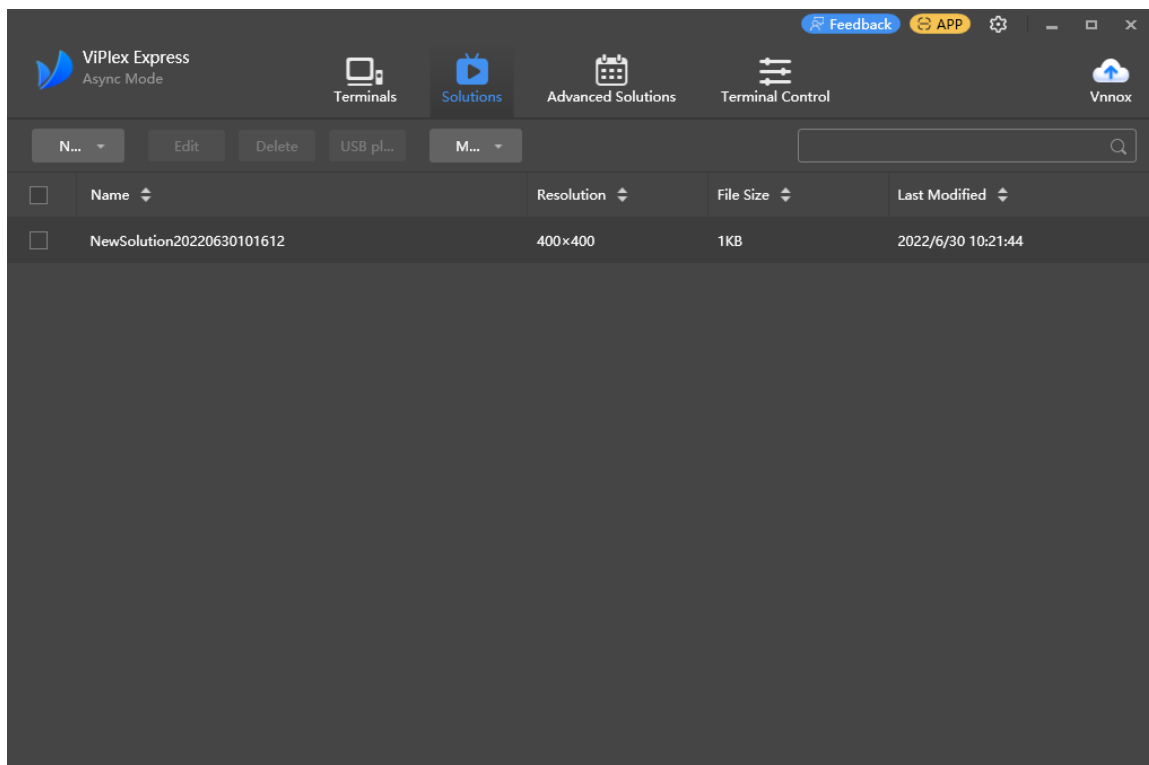 Feedback APP
ViPlex Express
Async Mode
Terminals Solutions Advanced Solutions Terminal Control Vnnox
N... Edit Delete USB pl... M...
Name Resolution File Size Last Modified
NewSolution20220630101612 400×400 1KB 2022/6/30 10:21:44